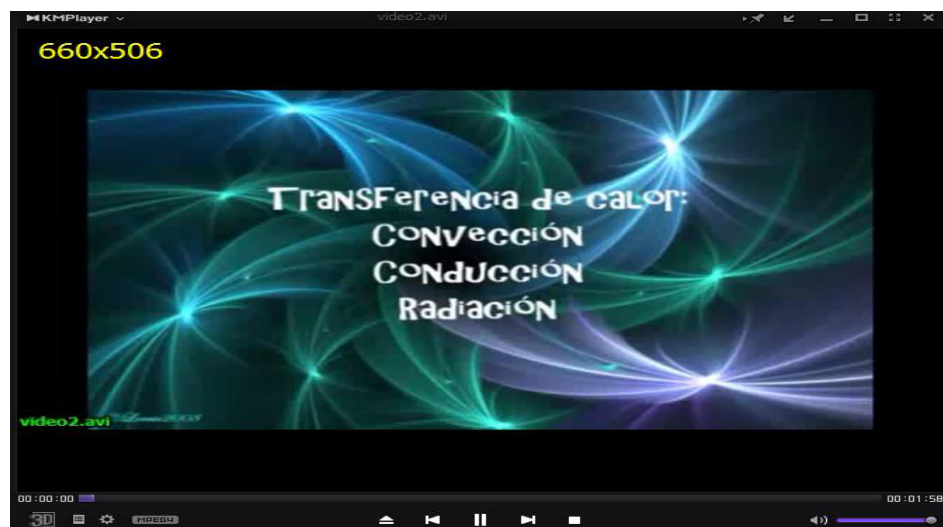 KMPlayer
video2.avi
660x506
Transferencia de calor:
Convección
Conducción
Radiación
video2.avi
00:00:00
00:01:58
3D
MPEG4